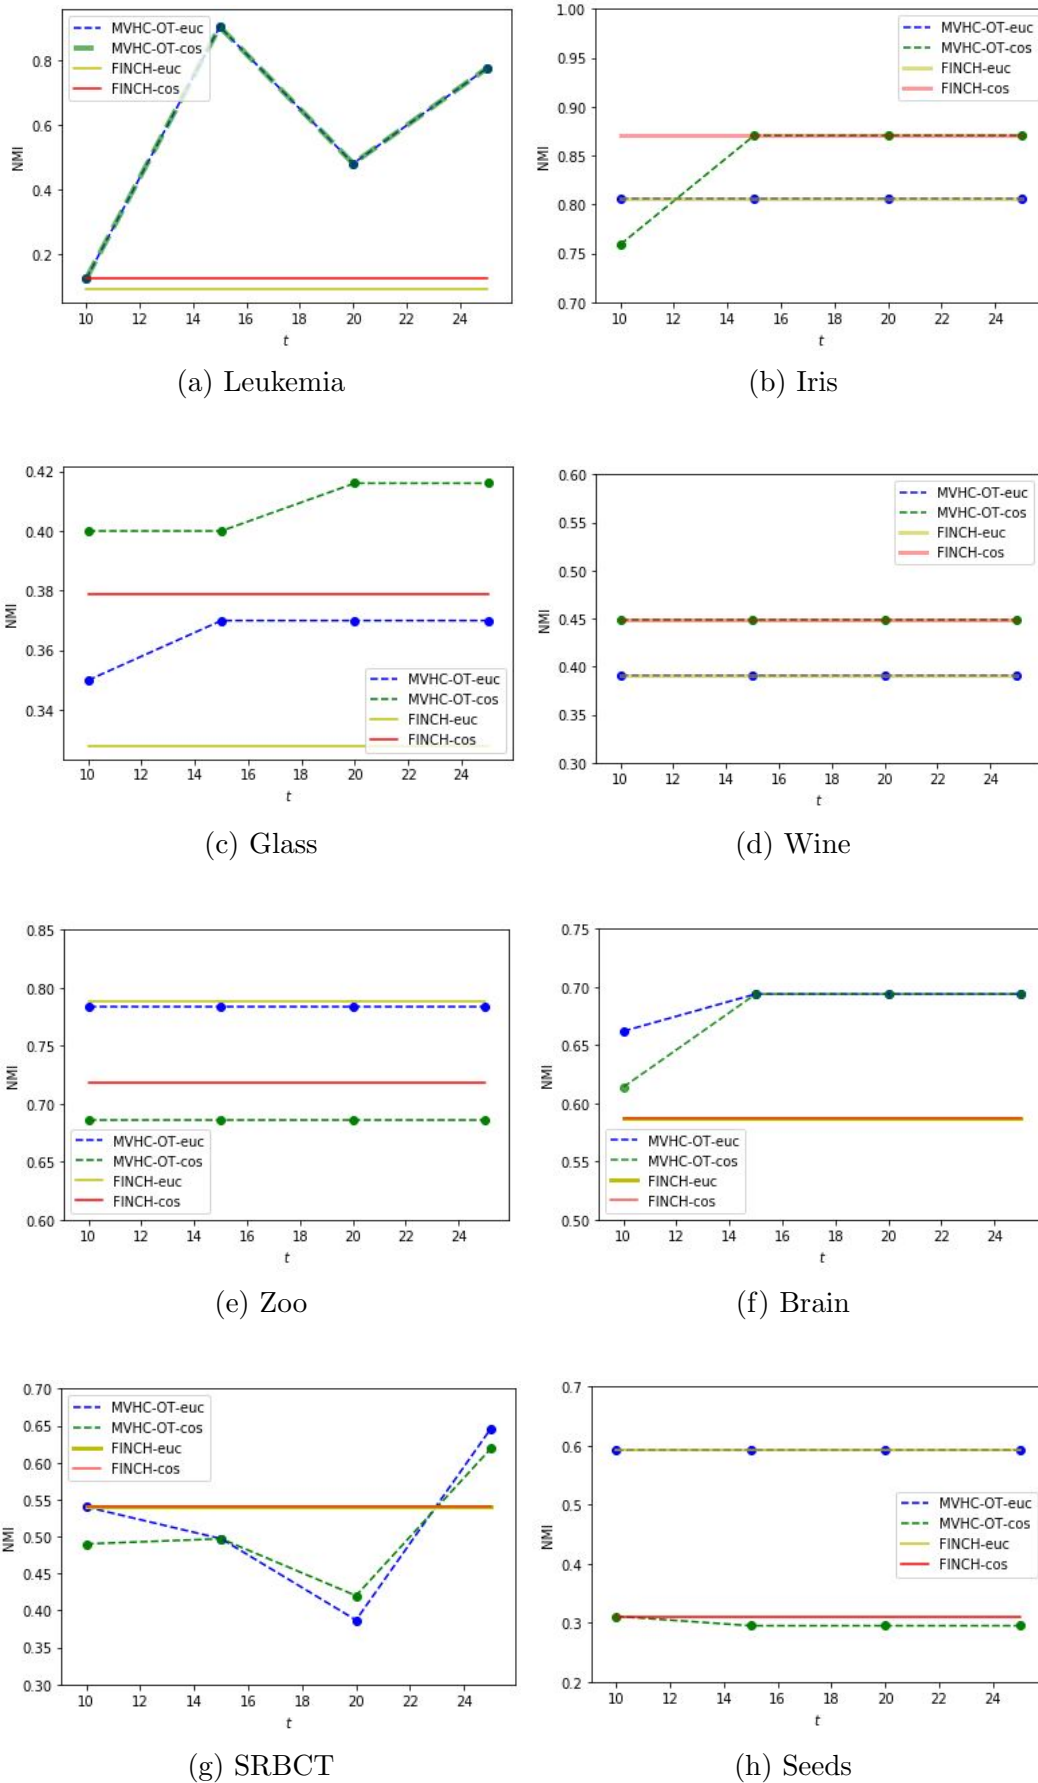 MVHC-OT-euc
MVHC-OT-cos
FINCH-euc
FINCH-cos
NMI
0.8
0.6
0.4
0.2
10 12 14 16 18 20 22 24
t
(a) Leukemia
MVHC-OT-euc
MVHC-OT-cos
FINCH-euc
FINCH-cos
NMI
1.00
0.95
0.90
0.85
0.80
0.75
0.70
10 12 14 16 18 20 22 24
t
(b) Iris
NMI
0.42
0.40
0.38
0.36
0.34
MVHC-OT-euc
MVHC-OT-cos
FINCH-euc
FINCH-cos
10 12 14 16 18 20 22 24
t
(c) Glass
MVHC-OT-euc
MVHC-OT-cos
FINCH-euc
FINCH-cos
NMI
0.60
0.55
0.50
0.45
0.40
0.35
0.30
10 12 14 16 18 20 22 24
t
(d) Wine
NMI
0.85
0.80
0.75
0.70
0.65
0.60
MVHC-OT-euc
MVHC-OT-cos
FINCH-euc
FINCH-cos
10 12 14 16 18 20 22 24
t
(e) Zoo
NMI
0.75
0.70
0.65
0.60
0.55
0.50
MVHC-OT-euc
MVHC-OT-cos
FINCH-euc
FINCH-cos
10 12 14 16 18 20 22 24
t
(f) Brain
MVHC-OT-euc
MVHC-OT-cos
FINCH-euc
FINCH-cos
NMI
0.70
0.65
0.60
0.55
0.50
0.45
0.40
0.35
0.30
10 12 14 16 18 20 22 24
t
(g) SRBCT
NMI
0.7
0.6
0.5
0.4
0.3
0.2
MVHC-OT-euc
MVHC-OT-cos
FINCH-euc
FINCH-cos
10 12 14 16 18 20 22 24
t
(h) Seeds